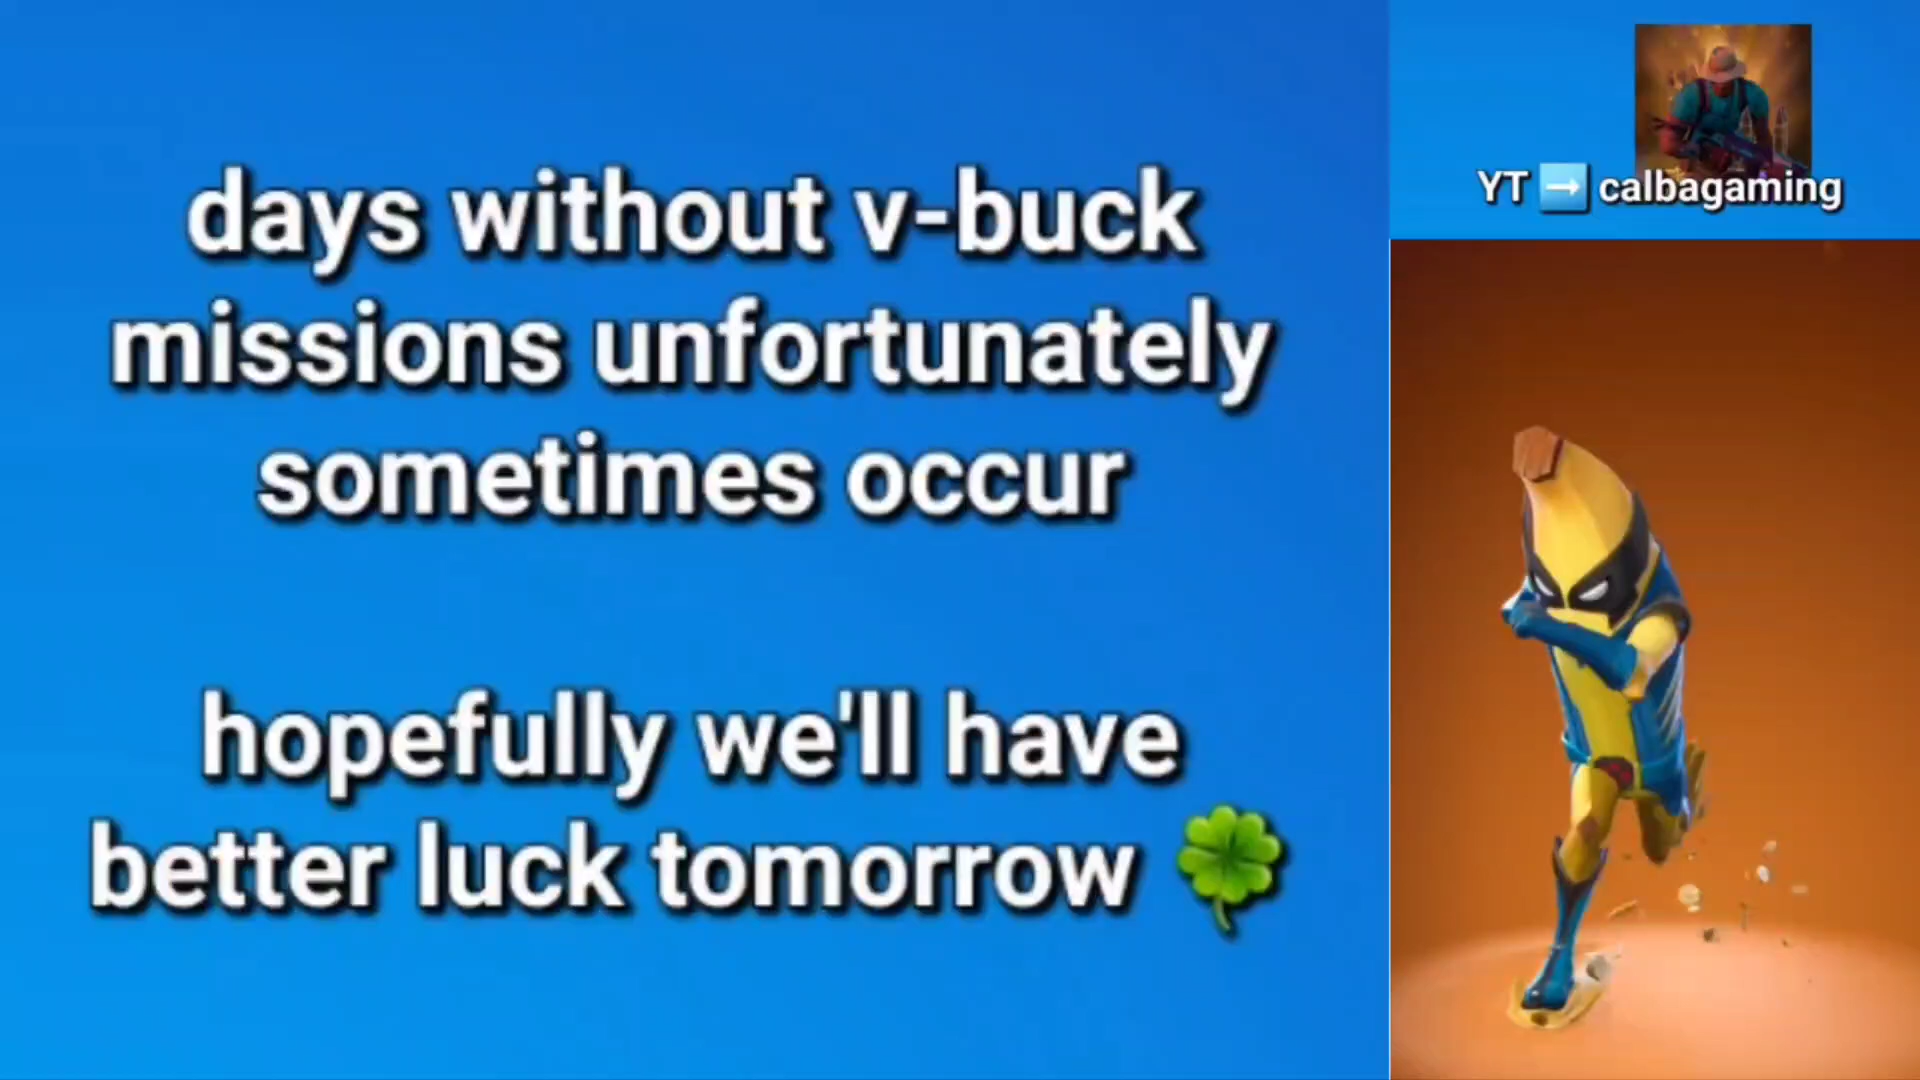 days without v-buck
missions unfortunately
sometimes occur
hopefully we'll have
better luck tomorrow 🍀
YT ➡️ calbagaming